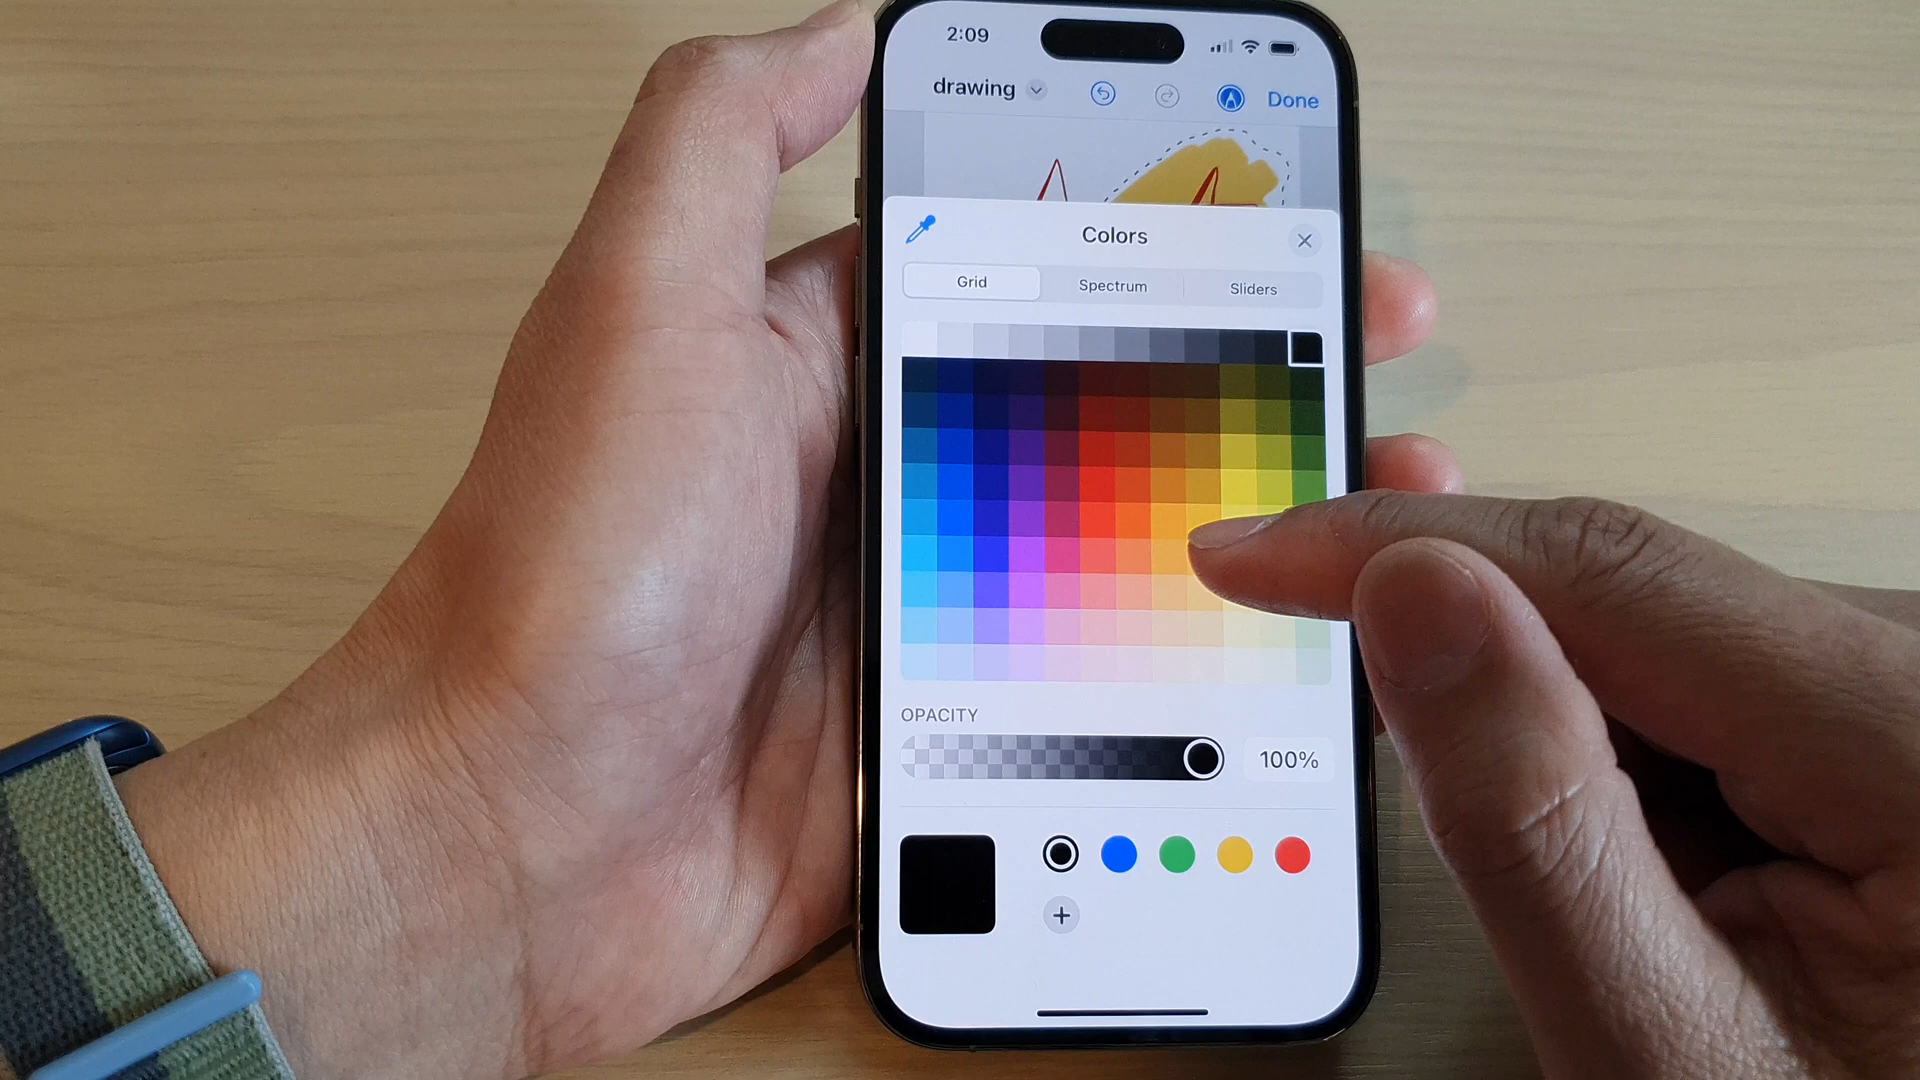 2:09
drawing
Done
Colors
Grid Spectrum Sliders
OPACITY
100%